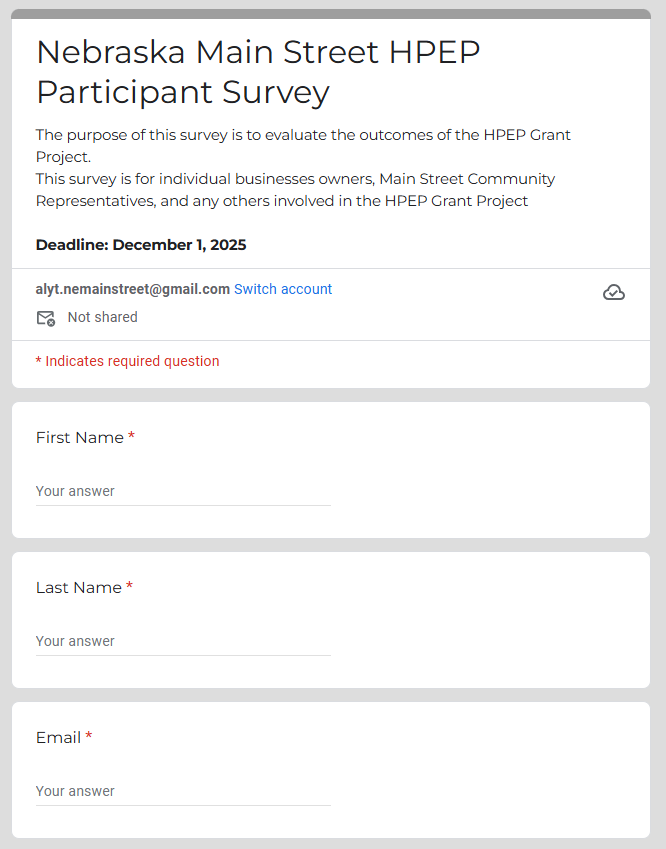 Nebraska Main Street HPEP
Participant Survey
The purpose of this survey is to evaluate the outcomes of the HPEP Grant
Project.
This survey is for individual businesses owners, Main Street Community
Representatives, and any others involved in the HPEP Grant Project
Deadline: December 1, 2025
alyt.nemainstreet@gmail.com Switch account
Not shared
* Indicates required question
First Name *
Your answer
Last Name *
Your answer
Email *
Your answer